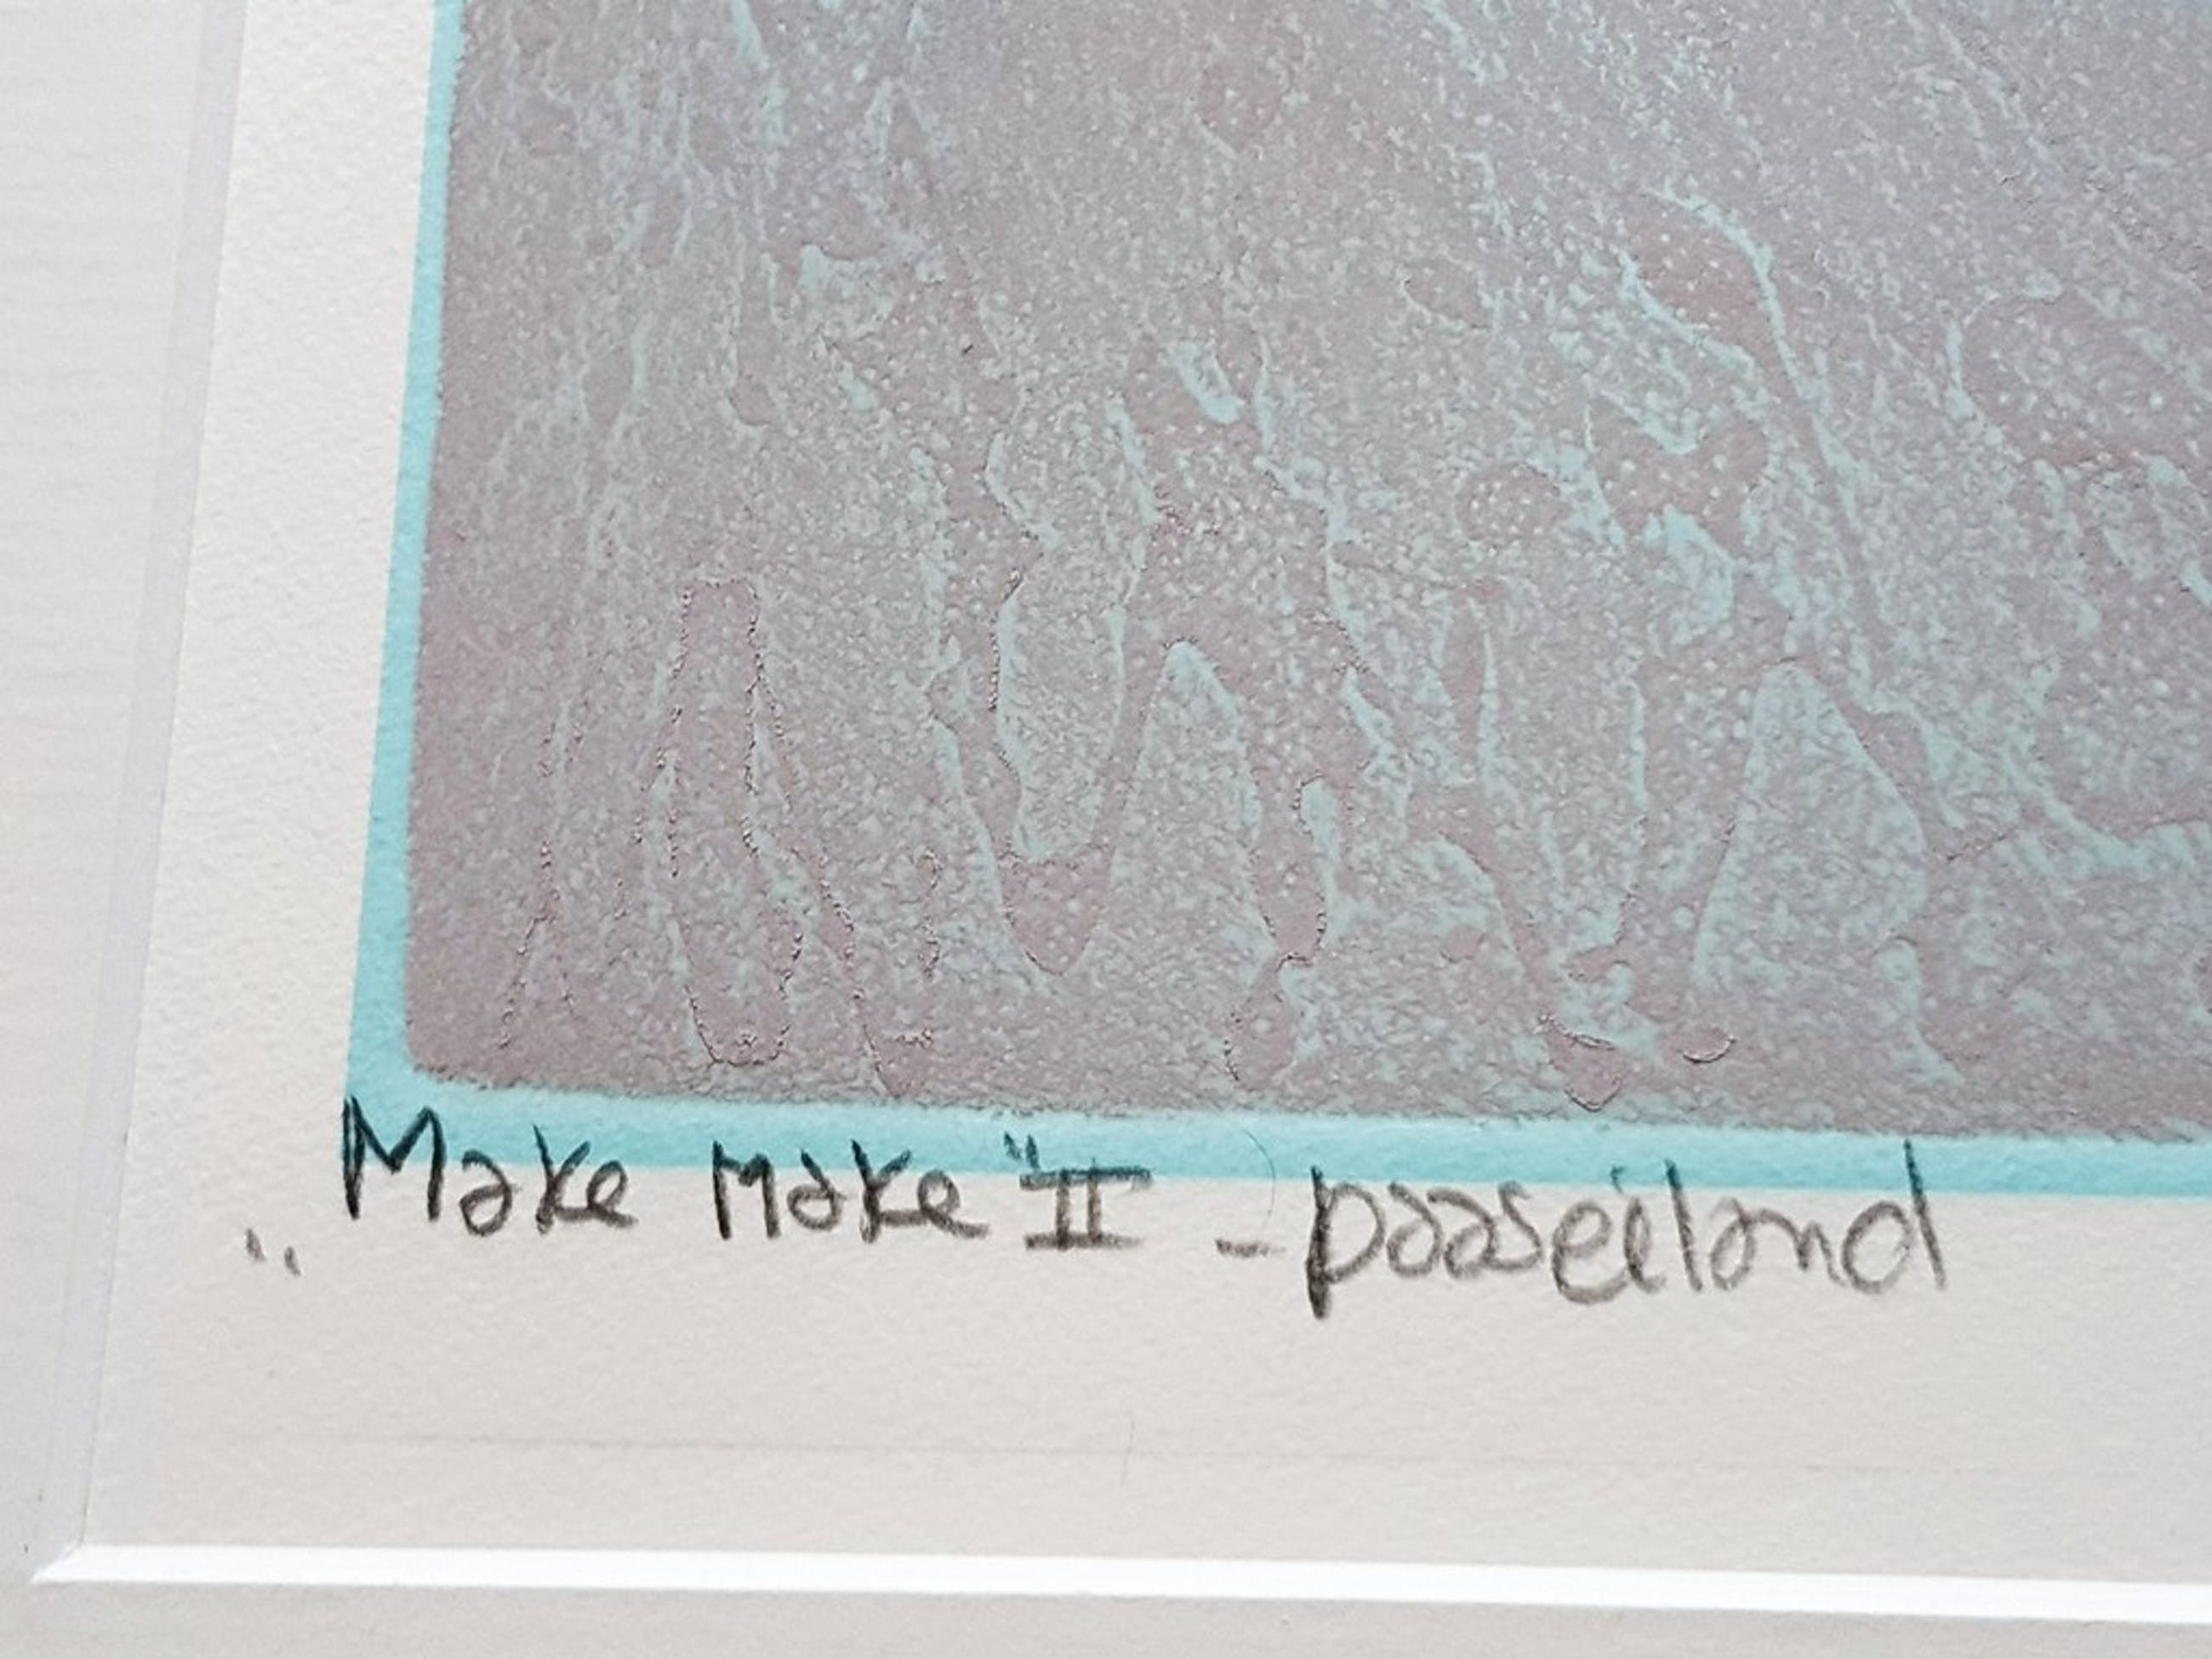 „Make Make" II - paaseiland